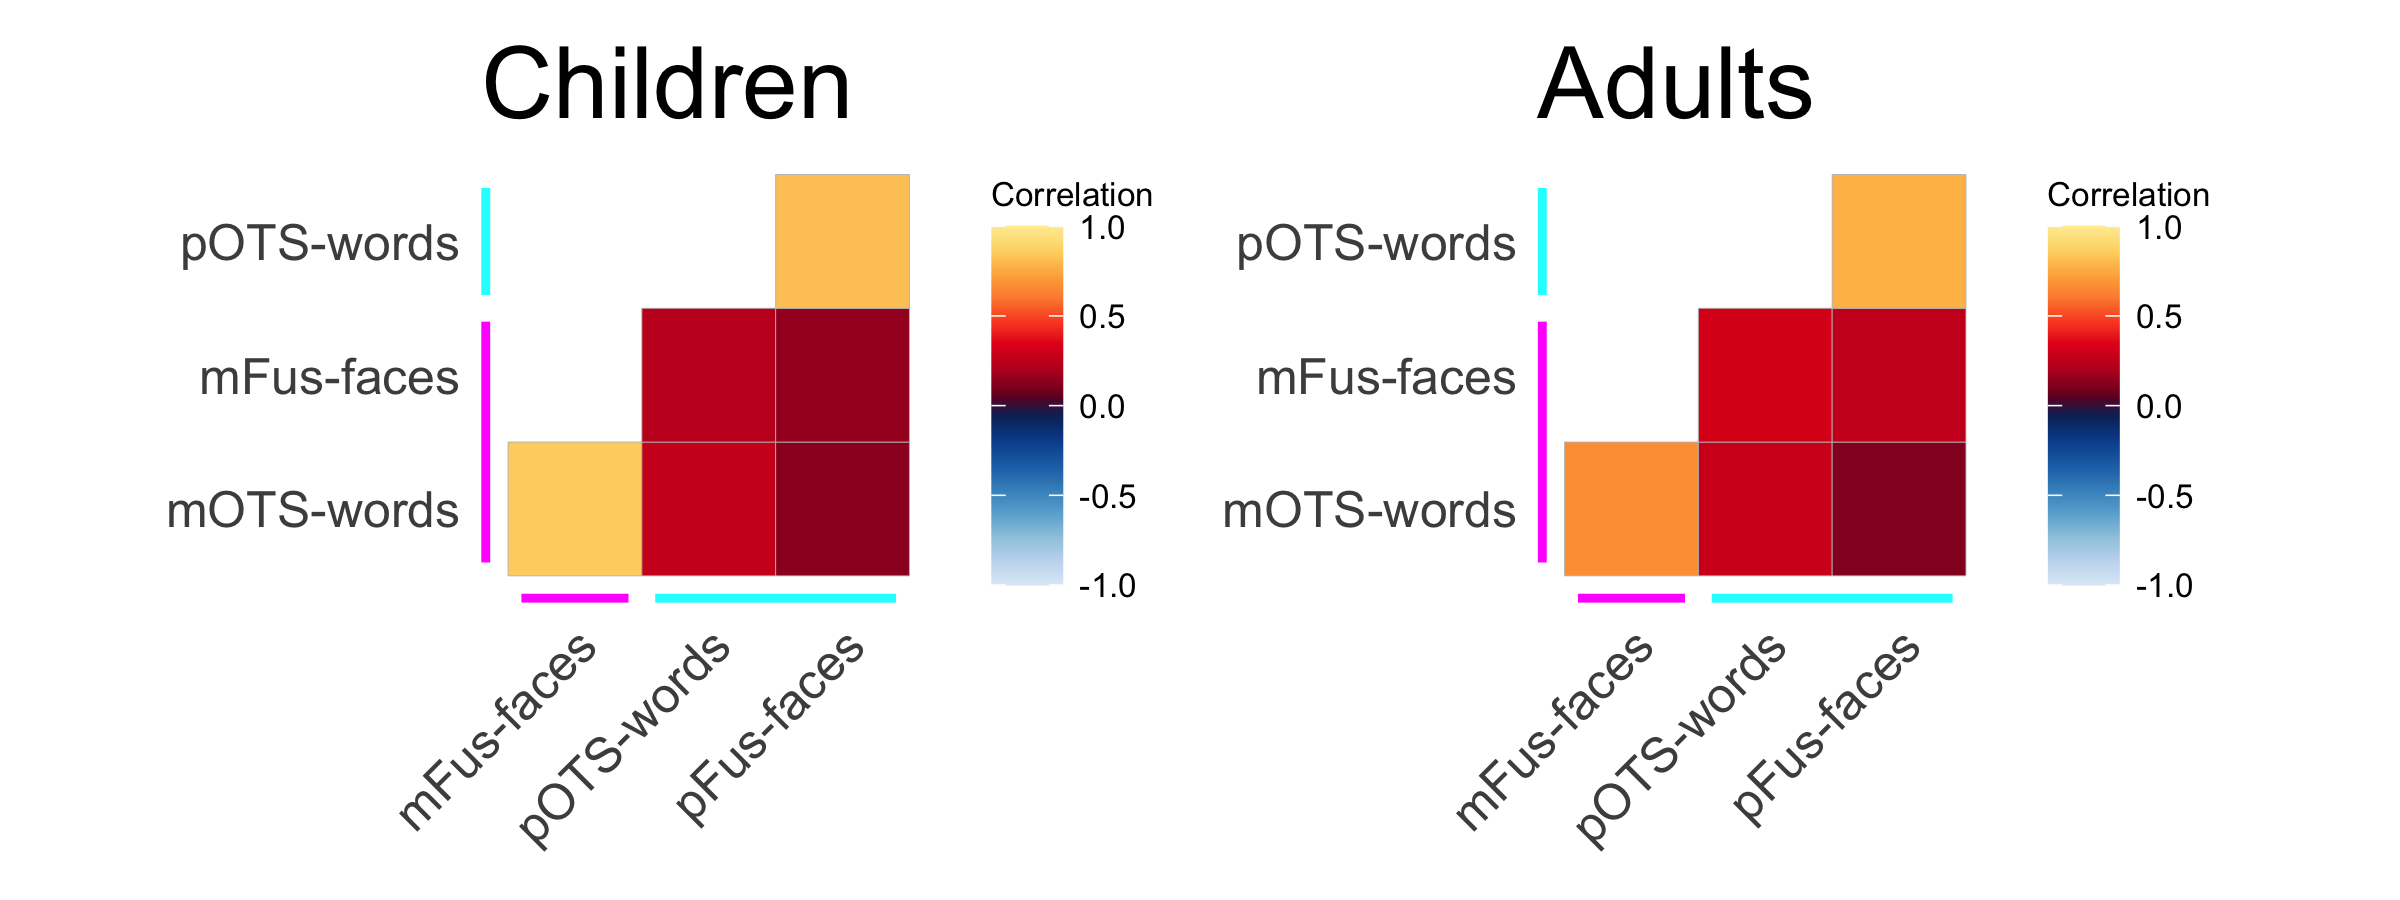 Children
pOTS-words
mFus-faces
mOTS-words
mFus-faces
pOTS-words
pFus-faces
Correlation
1.0
0.5
0.0
-0.5
-1.0
Adults
pOTS-words
mFus-faces
mOTS-words
mFus-faces
pOTS-words
pFus-faces
Correlation
1.0
0.5
0.0
-0.5
-1.0